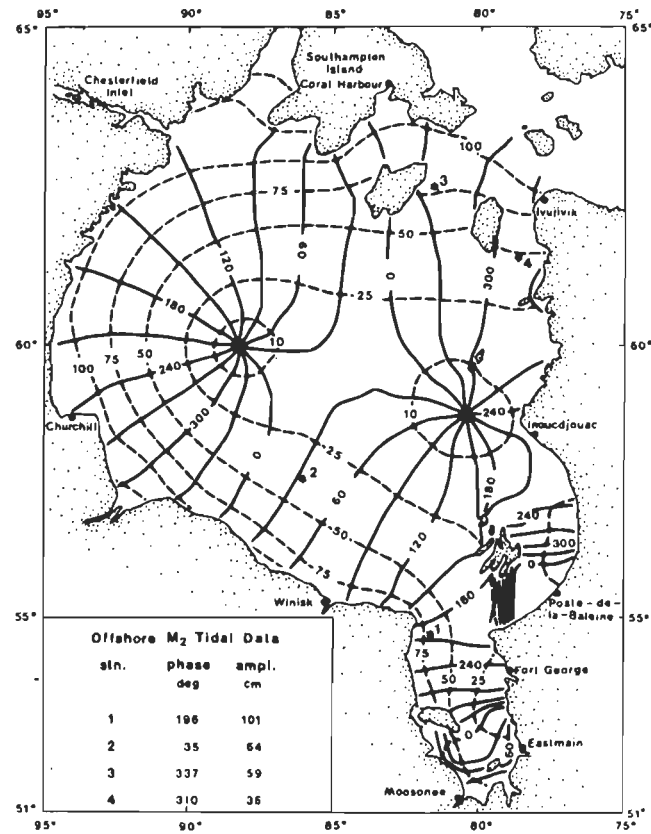 95° 90° 85° 80° 75°
65° 65°
Southampton
Island
Coral Harbour
Chesterfield
Inlet
100
75
3
Ivujivik
50
4
120
60
0
300
180
25
60° 60°
10
240
100 75 50
10
240
Churchill
Inoucdjouac
300
0
25
2
60
180
240
50
120
300
75
0
180
Winisk
Poste-de-
la-Baleine
55° 55°
1
75
240
Fort George
50 25
0
60
Eastmain
Moosonee
51° 51°
95° 90° 85° 80° 75°
Offshore M₂ Tidal Data
stn. phase ampl.
deg cm
1 196 101
2 35 64
3 337 59
4 310 36